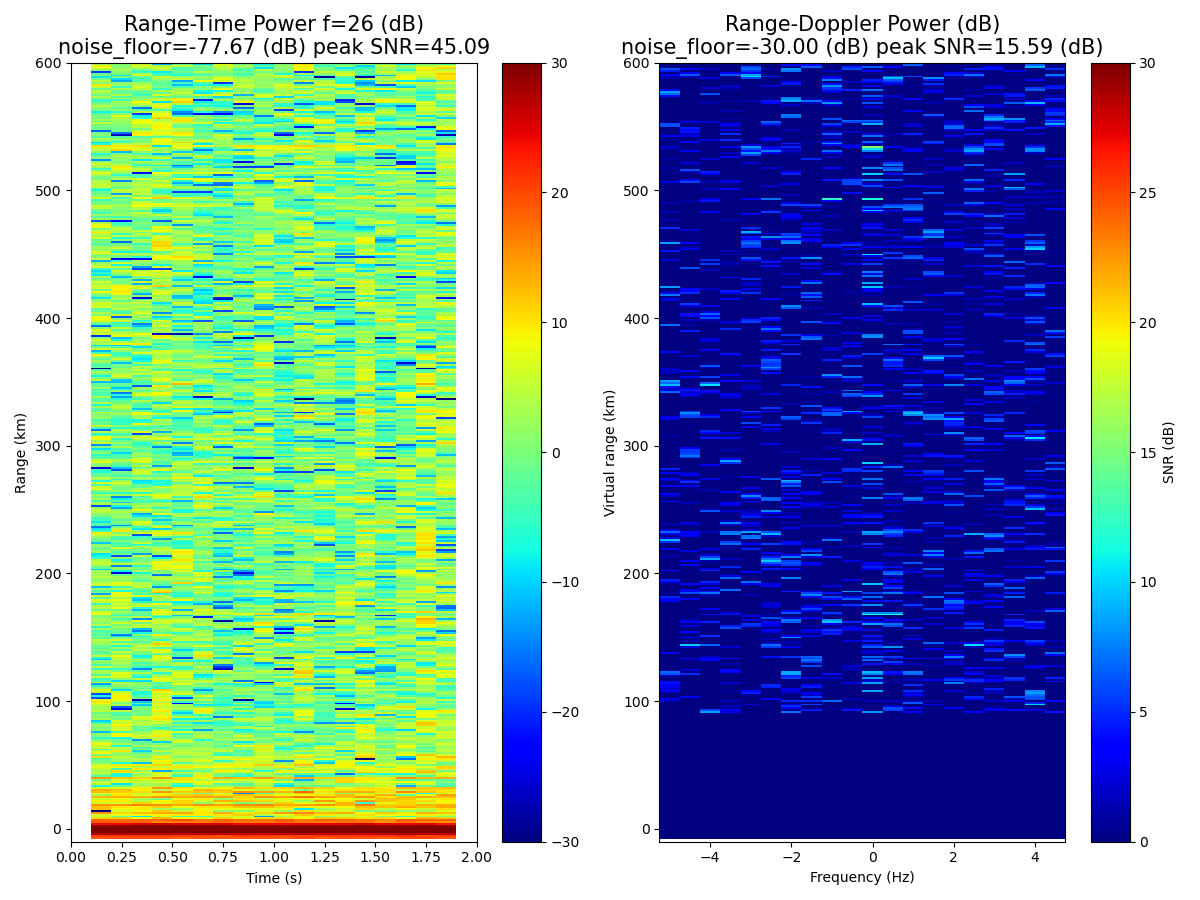 Range-Time Power f=26 (dB)
noise_floor=-77.67 (dB) peak SNR=45.09
Range-Doppler Power (dB)
noise_floor=-30.00 (dB) peak SNR=15.59 (dB)
600
500
400
300
200
100
0
Range (km)
0.00 0.25 0.50 0.75 1.00 1.25 1.50 1.75 2.00
Time (s)
30
20
10
0
−10
−20
−30
600
500
400
300
200
100
0
Virtual range (km)
−4 −2 0 2 4
Frequency (Hz)
30
25
20
15
10
5
0
SNR (dB)